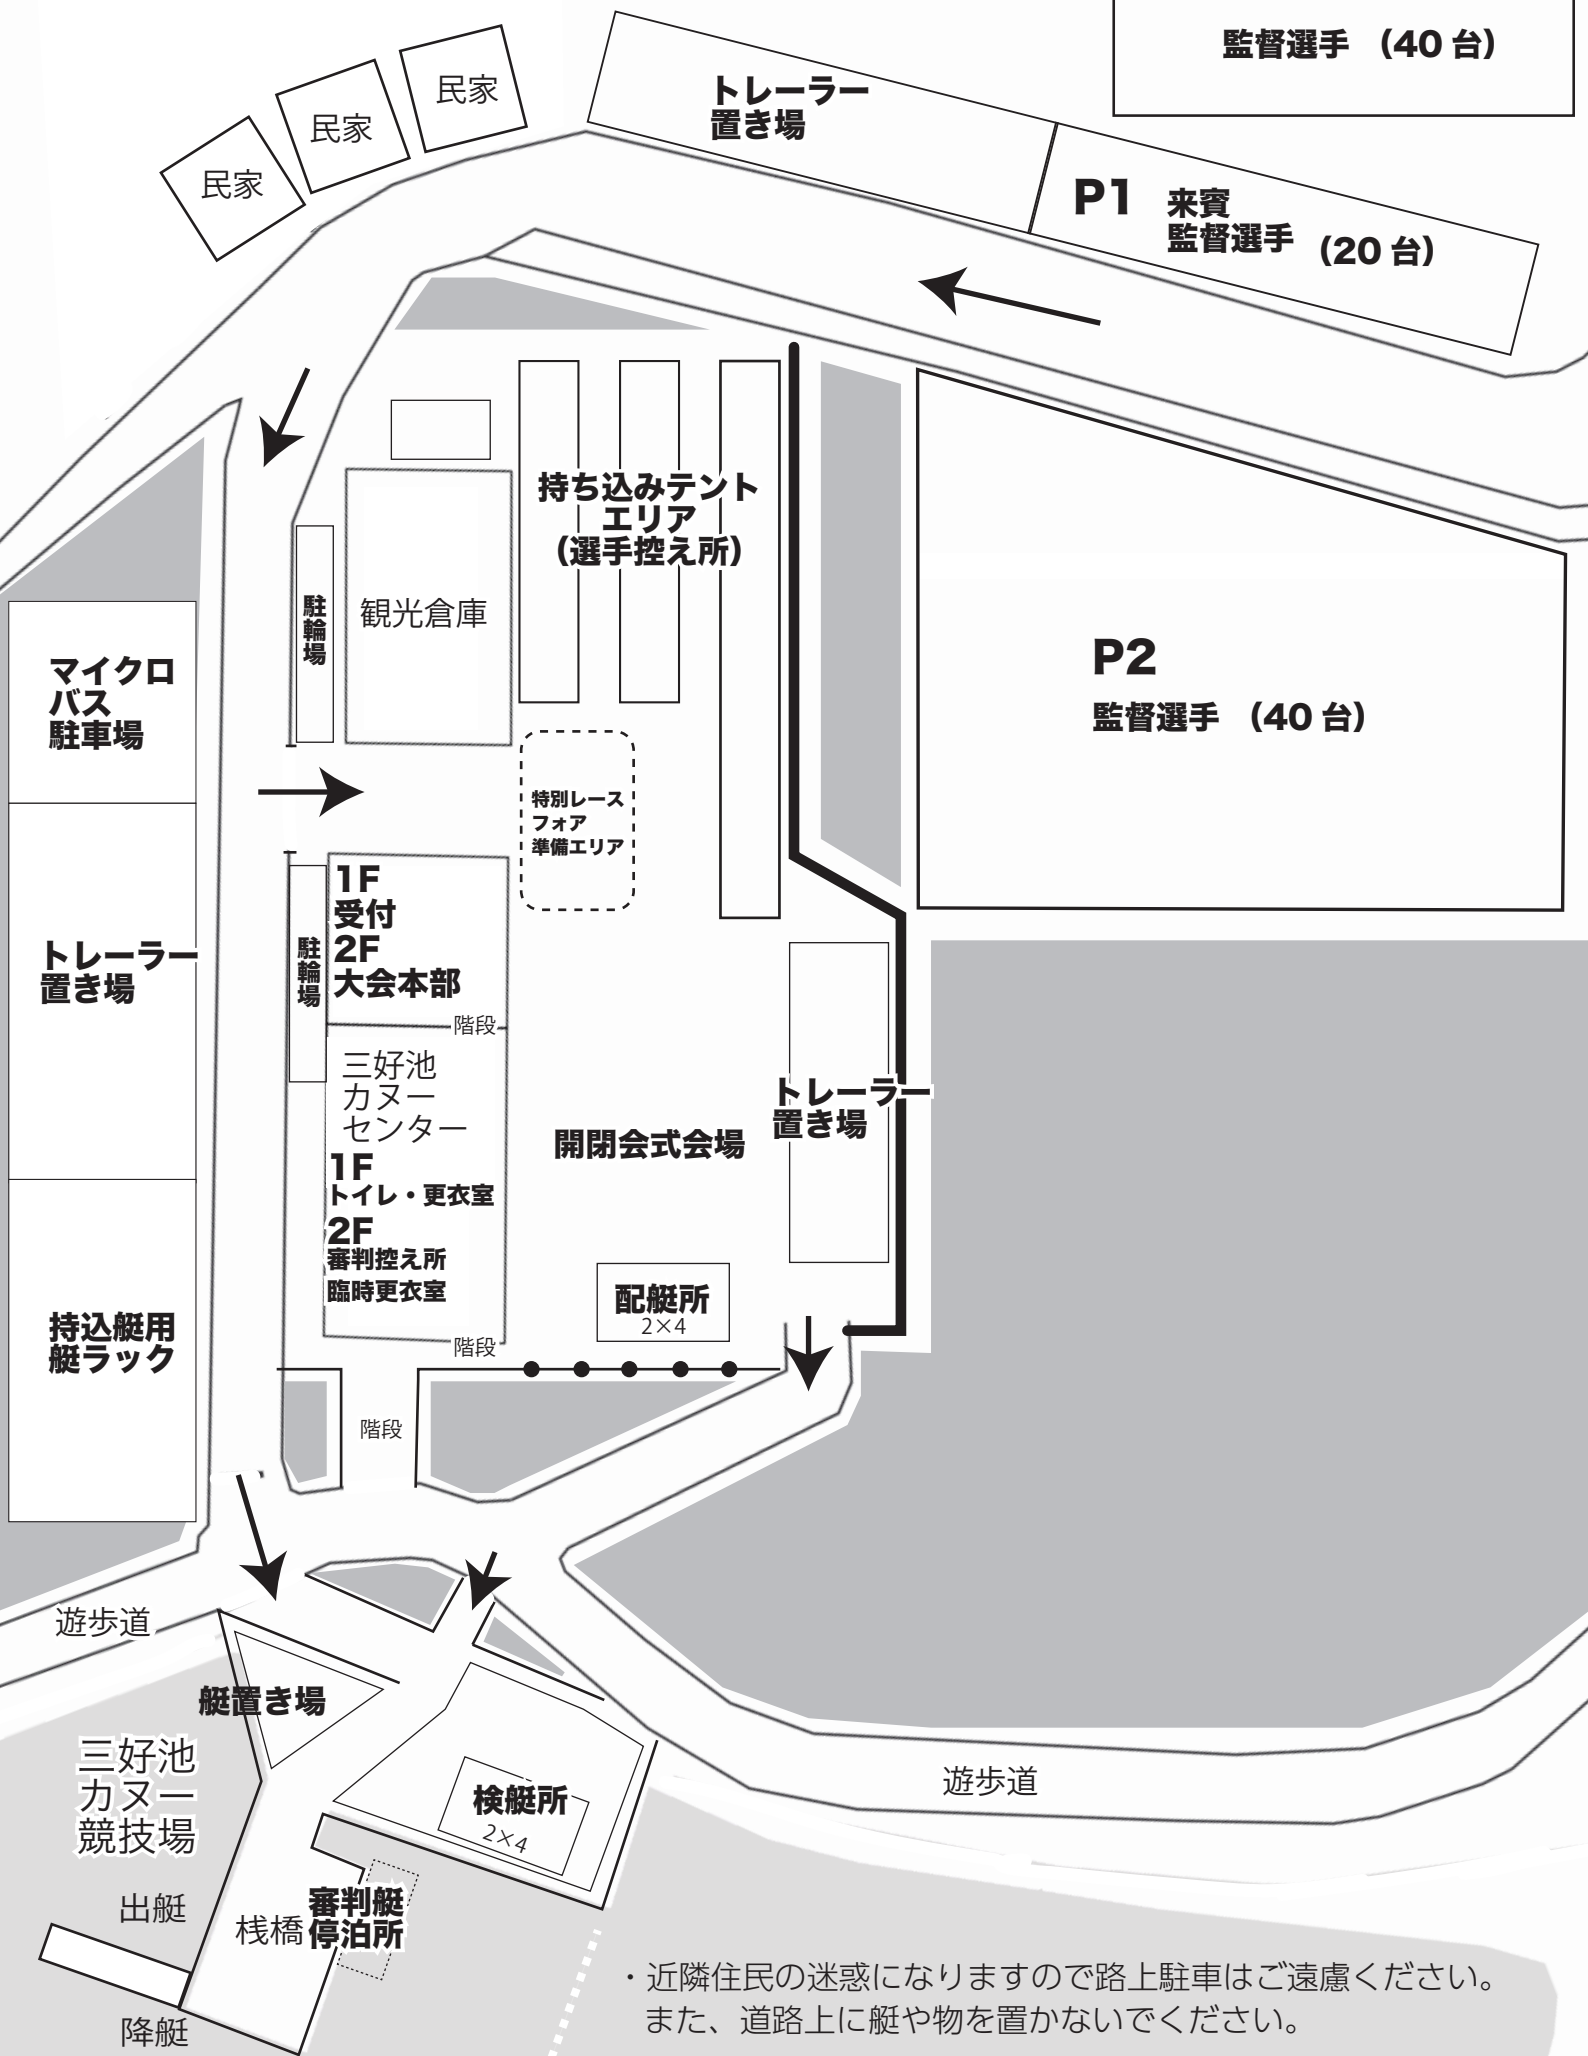 監督選手 （40 台）
民家
民家
民家
トレーラー
置き場
P1 来賓
監督選手 （20 台）
持ち込みテント
エリア
（選手控え所）
駐輪場
観光倉庫
マイクロ
バス
駐車場
P2
監督選手 （40 台）
特別レース
フォア
準備エリア
1F
受付
2F
大会本部
駐輪場
階段
トレーラー
置き場
三好池
カヌー
センター
1F
トイレ・更衣室
2F
審判控え所
臨時更衣室
階段
開閉会式会場
トレーラー
置き場
配艇所
2×4
持込艇用
艇ラック
階段
遊歩道
艇置き場
三好池
カヌー
競技場
検艇所
2×4
遊歩道
出艇
桟橋
審判艇
停泊所
降艇
・近隣住民の迷惑になりますので路上駐車はご遠慮ください。
また、道路上に艇や物を置かないでください。